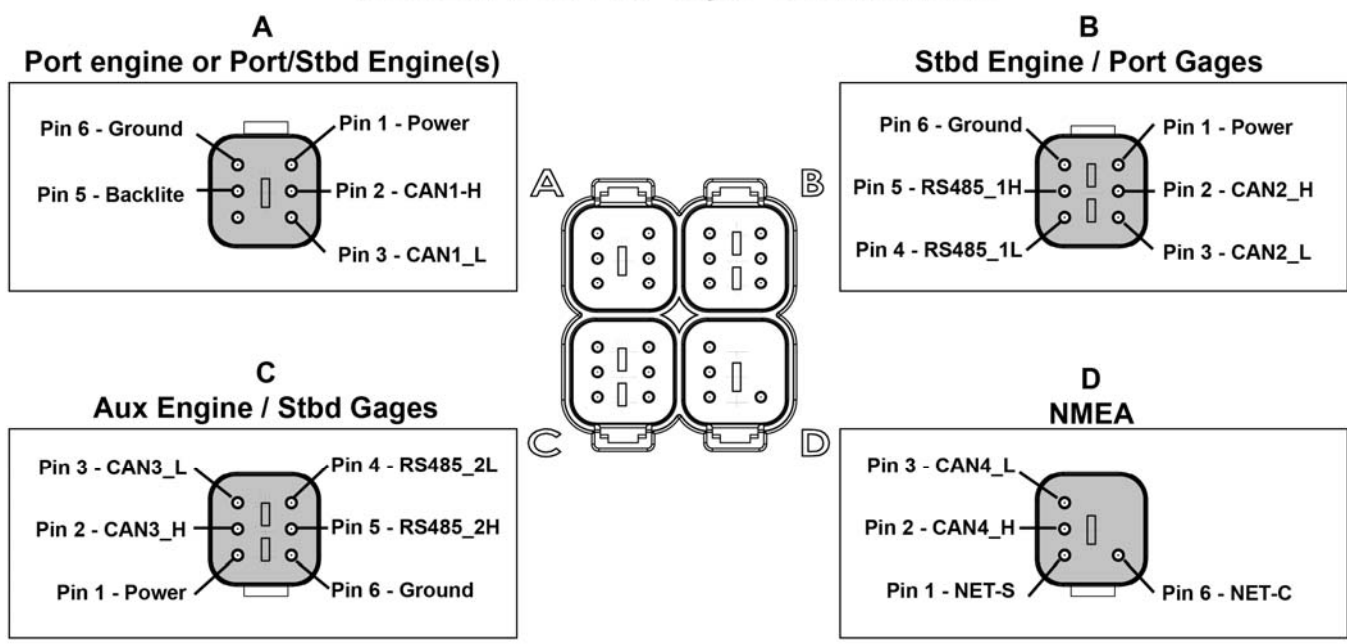 A
Port engine or Port/Stbd Engine(s)
Pin 6 - Ground
Pin 1 - Power
Pin 5 - Backlite
Pin 2 - CAN1-H
Pin 3 - CAN1_L
B
Stbd Engine / Port Gages
Pin 6 - Ground
Pin 1 - Power
Pin 5 - RS485_1H
Pin 2 - CAN2_H
Pin 4 - RS485_1L
Pin 3 - CAN2_L
A
B
C
D
C
Aux Engine / Stbd Gages
Pin 3 - CAN3_L
Pin 4 - RS485_2L
Pin 2 - CAN3_H
Pin 5 - RS485_2H
Pin 1 - Power
Pin 6 - Ground
D
NMEA
Pin 3 - CAN4_L
Pin 2 - CAN4_H
Pin 1 - NET-S
Pin 6 - NET-C